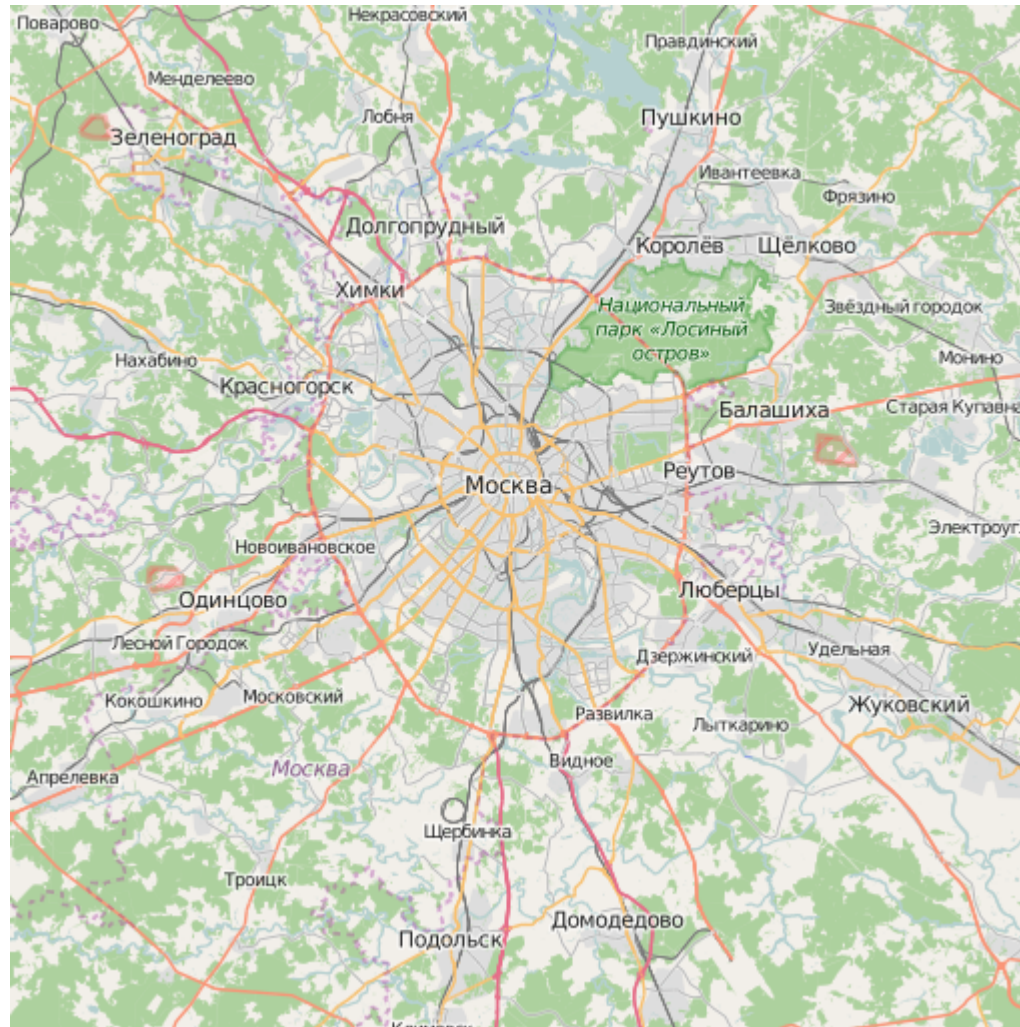 Некрасовский
Поварово
Правдинский
Менделеево
Лобня
Пушкино
Зеленоград
Ивантеевка
Фрязино
Долгопрудный
Королёв
Щёлково
Химки
Национальный
парк «Лосиный
остров»
Звёздный городок
Нахабино
Монино
Красногорск
Балашиха
Старая Купавна
Реутов
Москва
Электроуг
Новоивановское
Люберцы
Одинцово
Лесной Городок
Удельная
Дзержинский
Кокошкино
Московский
Жуковский
Развилка
Лыткарино
Видное
Москва
Апрелевка
Щербинка
Троицк
Домодедово
Подольск